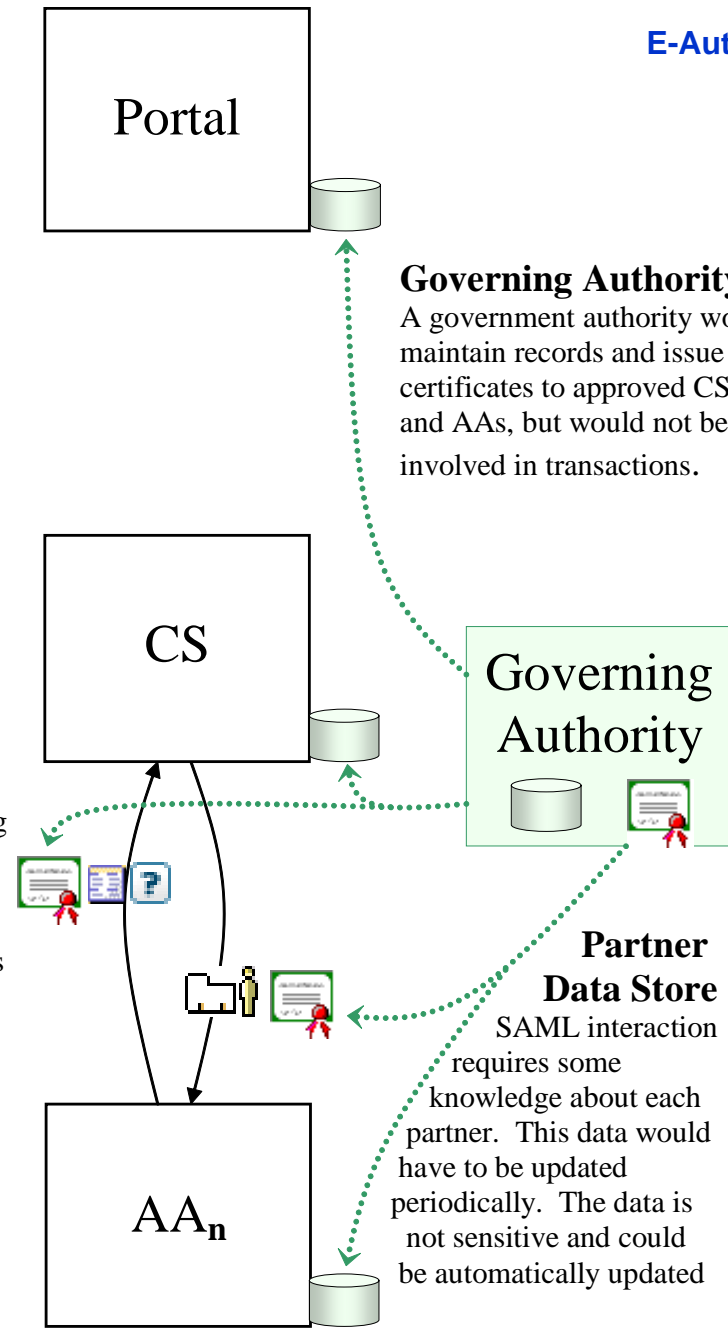 E-Aut
Portal
Governing Authority
A government authority wo
maintain records and issue
certificates to approved CS
and AAs, but would not be
involved in transactions.
CS
Governing
Authority
g
?
s
Partner
Data Store
SAML interaction
requires some
knowledge about each
partner. This data would
have to be updated
periodically. The data is
not sensitive and could
be automatically updated
AAn